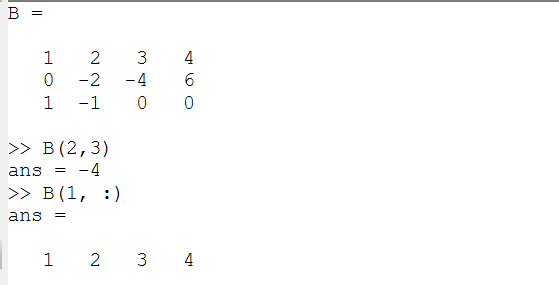 B =
1 2 3 4
0 -2 -4 6
1 -1 0 0
>> B(2,3)
ans = -4
>> B(1, :)
ans =
1 2 3 4